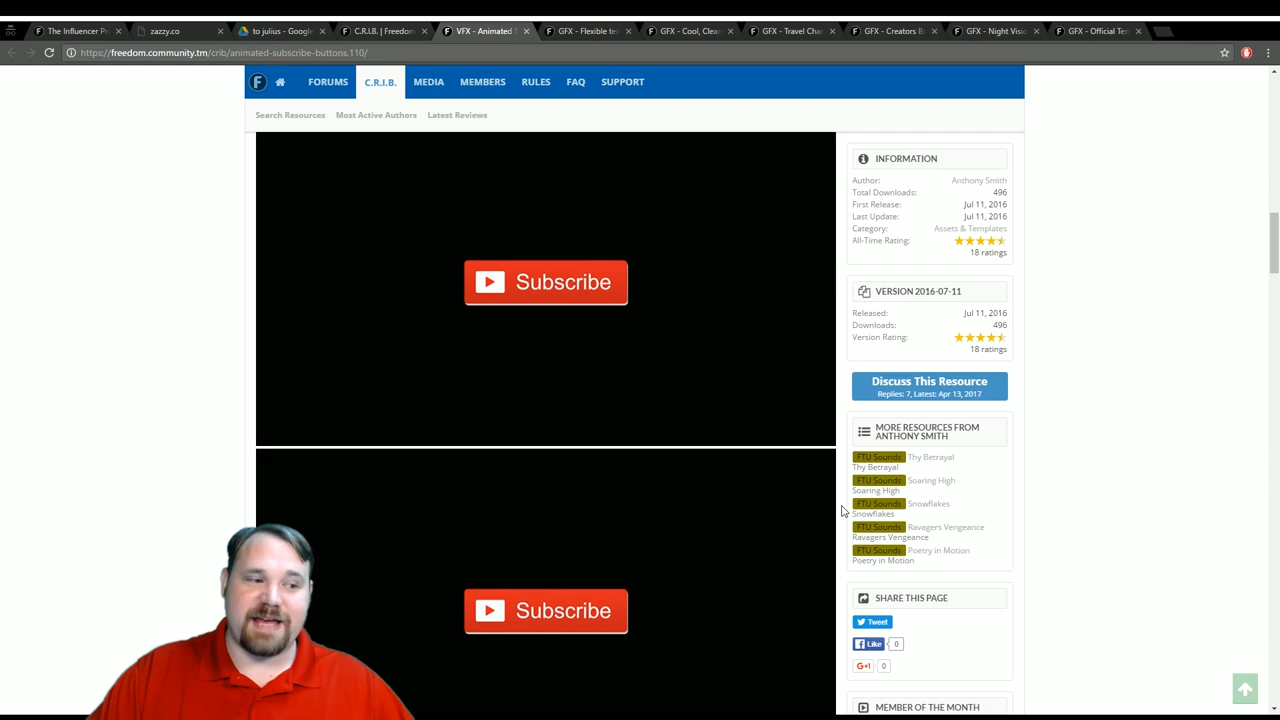 The Influencer P
zazzy.co
to julius - Google
C.R.I.B. | Freedom
VFX - Animated S
GFX - Flexible te
GFX - Cool, Clea
GFX - Travel Cha
GFX - Creators B
GFX - Night Visio
GFX - Official Te
https://freedom.community.tm/crib/animated-subscribe-buttons.110/
FORUMS C.R.I.B. MEDIA MEMBERS RULES FAQ SUPPORT
Search Resources Most Active Authors Latest Reviews
Subscribe
Subscribe
INFORMATION
Author: Anthony Smith
Total Downloads: 496
First Release: Jul 11, 2016
Last Update: Jul 11, 2016
Category: Assets & Templates
All-Time Rating:
18 ratings
VERSION 2016-07-11
Released: Jul 11, 2016
Downloads: 496
Version Rating:
18 ratings
Discuss This Resource
Replies: 7, Latest: Apr 13, 2017
MORE RESOURCES FROM
ANTHONY SMITH
FTU Sounds Thy Betrayal
Thy Betrayal
FTU Sounds Soaring High
Soaring High
FTU Sounds Snowflakes
Snowflakes
FTU Sounds Ravagers Vengeance
Ravagers Vengeance
FTU Sounds Poetry in Motion
Poetry in Motion
SHARE THIS PAGE
Tweet
Like 0
G+1 0
MEMBER OF THE MONTH